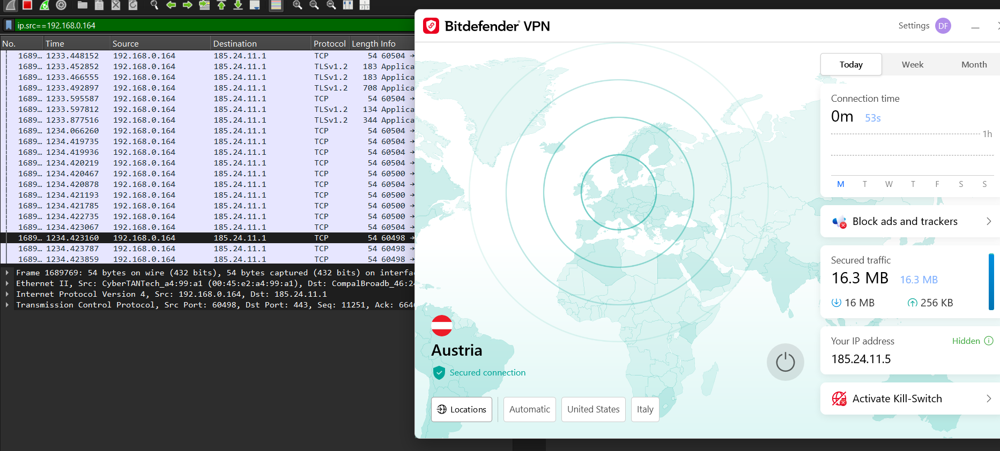 ip.src==192.168.0.164
No. Time Source Destination Protocol Length Info
1689… 1233.448152 192.168.0.164 185.24.11.1 TCP 54 60504 →
1689… 1233.452852 192.168.0.164 185.24.11.1 TLSv1.2 183 Applica
1689… 1233.466555 192.168.0.164 185.24.11.1 TLSv1.2 183 Applica
1689… 1233.492897 192.168.0.164 185.24.11.1 TLSv1.2 708 Applica
1689… 1233.595587 192.168.0.164 185.24.11.1 TCP 54 60504 →
1689… 1233.597812 192.168.0.164 185.24.11.1 TLSv1.2 134 Applica
1689… 1233.877516 192.168.0.164 185.24.11.1 TLSv1.2 344 Applica
1689… 1234.066260 192.168.0.164 185.24.11.1 TCP 54 60504 →
1689… 1234.419735 192.168.0.164 185.24.11.1 TCP 54 60504 →
1689… 1234.419936 192.168.0.164 185.24.11.1 TCP 54 60504 →
1689… 1234.420219 192.168.0.164 185.24.11.1 TCP 54 60504 →
1689… 1234.420467 192.168.0.164 185.24.11.1 TCP 54 60500 →
1689… 1234.420878 192.168.0.164 185.24.11.1 TCP 54 60504 →
1689… 1234.421193 192.168.0.164 185.24.11.1 TCP 54 60500 →
1689… 1234.421785 192.168.0.164 185.24.11.1 TCP 54 60500 →
1689… 1234.422735 192.168.0.164 185.24.11.1 TCP 54 60500 →
1689… 1234.423067 192.168.0.164 185.24.11.1 TCP 54 60504 →
1689… 1234.423160 192.168.0.164 185.24.11.1 TCP 54 60498 →
1689… 1234.423787 192.168.0.164 185.24.11.1 TCP 54 60498 →
1689… 1234.423859 192.168.0.164 185.24.11.1 TCP 54 60498 →
Frame 1689769: 54 bytes on wire (432 bits), 54 bytes captured (432 bits) on interfa
Ethernet II, Src: CyberTANTech_a4:99:a1 (00:45:e2:a4:99:a1), Dst: CompalBroadb_46:24
Internet Protocol Version 4, Src: 192.168.0.164, Dst: 185.24.11.1
Transmission Control Protocol, Src Port: 60498, Dst Port: 443, Seq: 11251, Ack: 6646
Bitdefender® VPN
Settings DF
Today Week Month
Connection time
0m 53s
1h
M T W T F S S
Block ads and trackers
Secured traffic
16.3 MB 16.3 MB
16 MB 256 KB
Your IP address Hidden
185.24.11.5
Activate Kill-Switch
Austria
Secured connection
Locations Automatic United States Italy